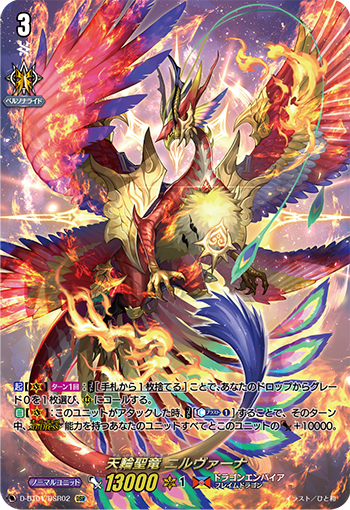 3
ペルソナライド
起【V】ターン1回:【手札から1枚捨てる】ことで、あなたのドロップからグレード0を1枚選び、Rにコールする。
自【V】:このユニットがアタックした時、【1】することで、そのターン中、能力を持つあなたのユニットすべてとこのユニットの+10000。
ノーマルユニット
天輪聖竜 ニルヴァーナ
13000 1
ドラゴンエンパイア
フレイムドラゴン
イラスト/ひと和